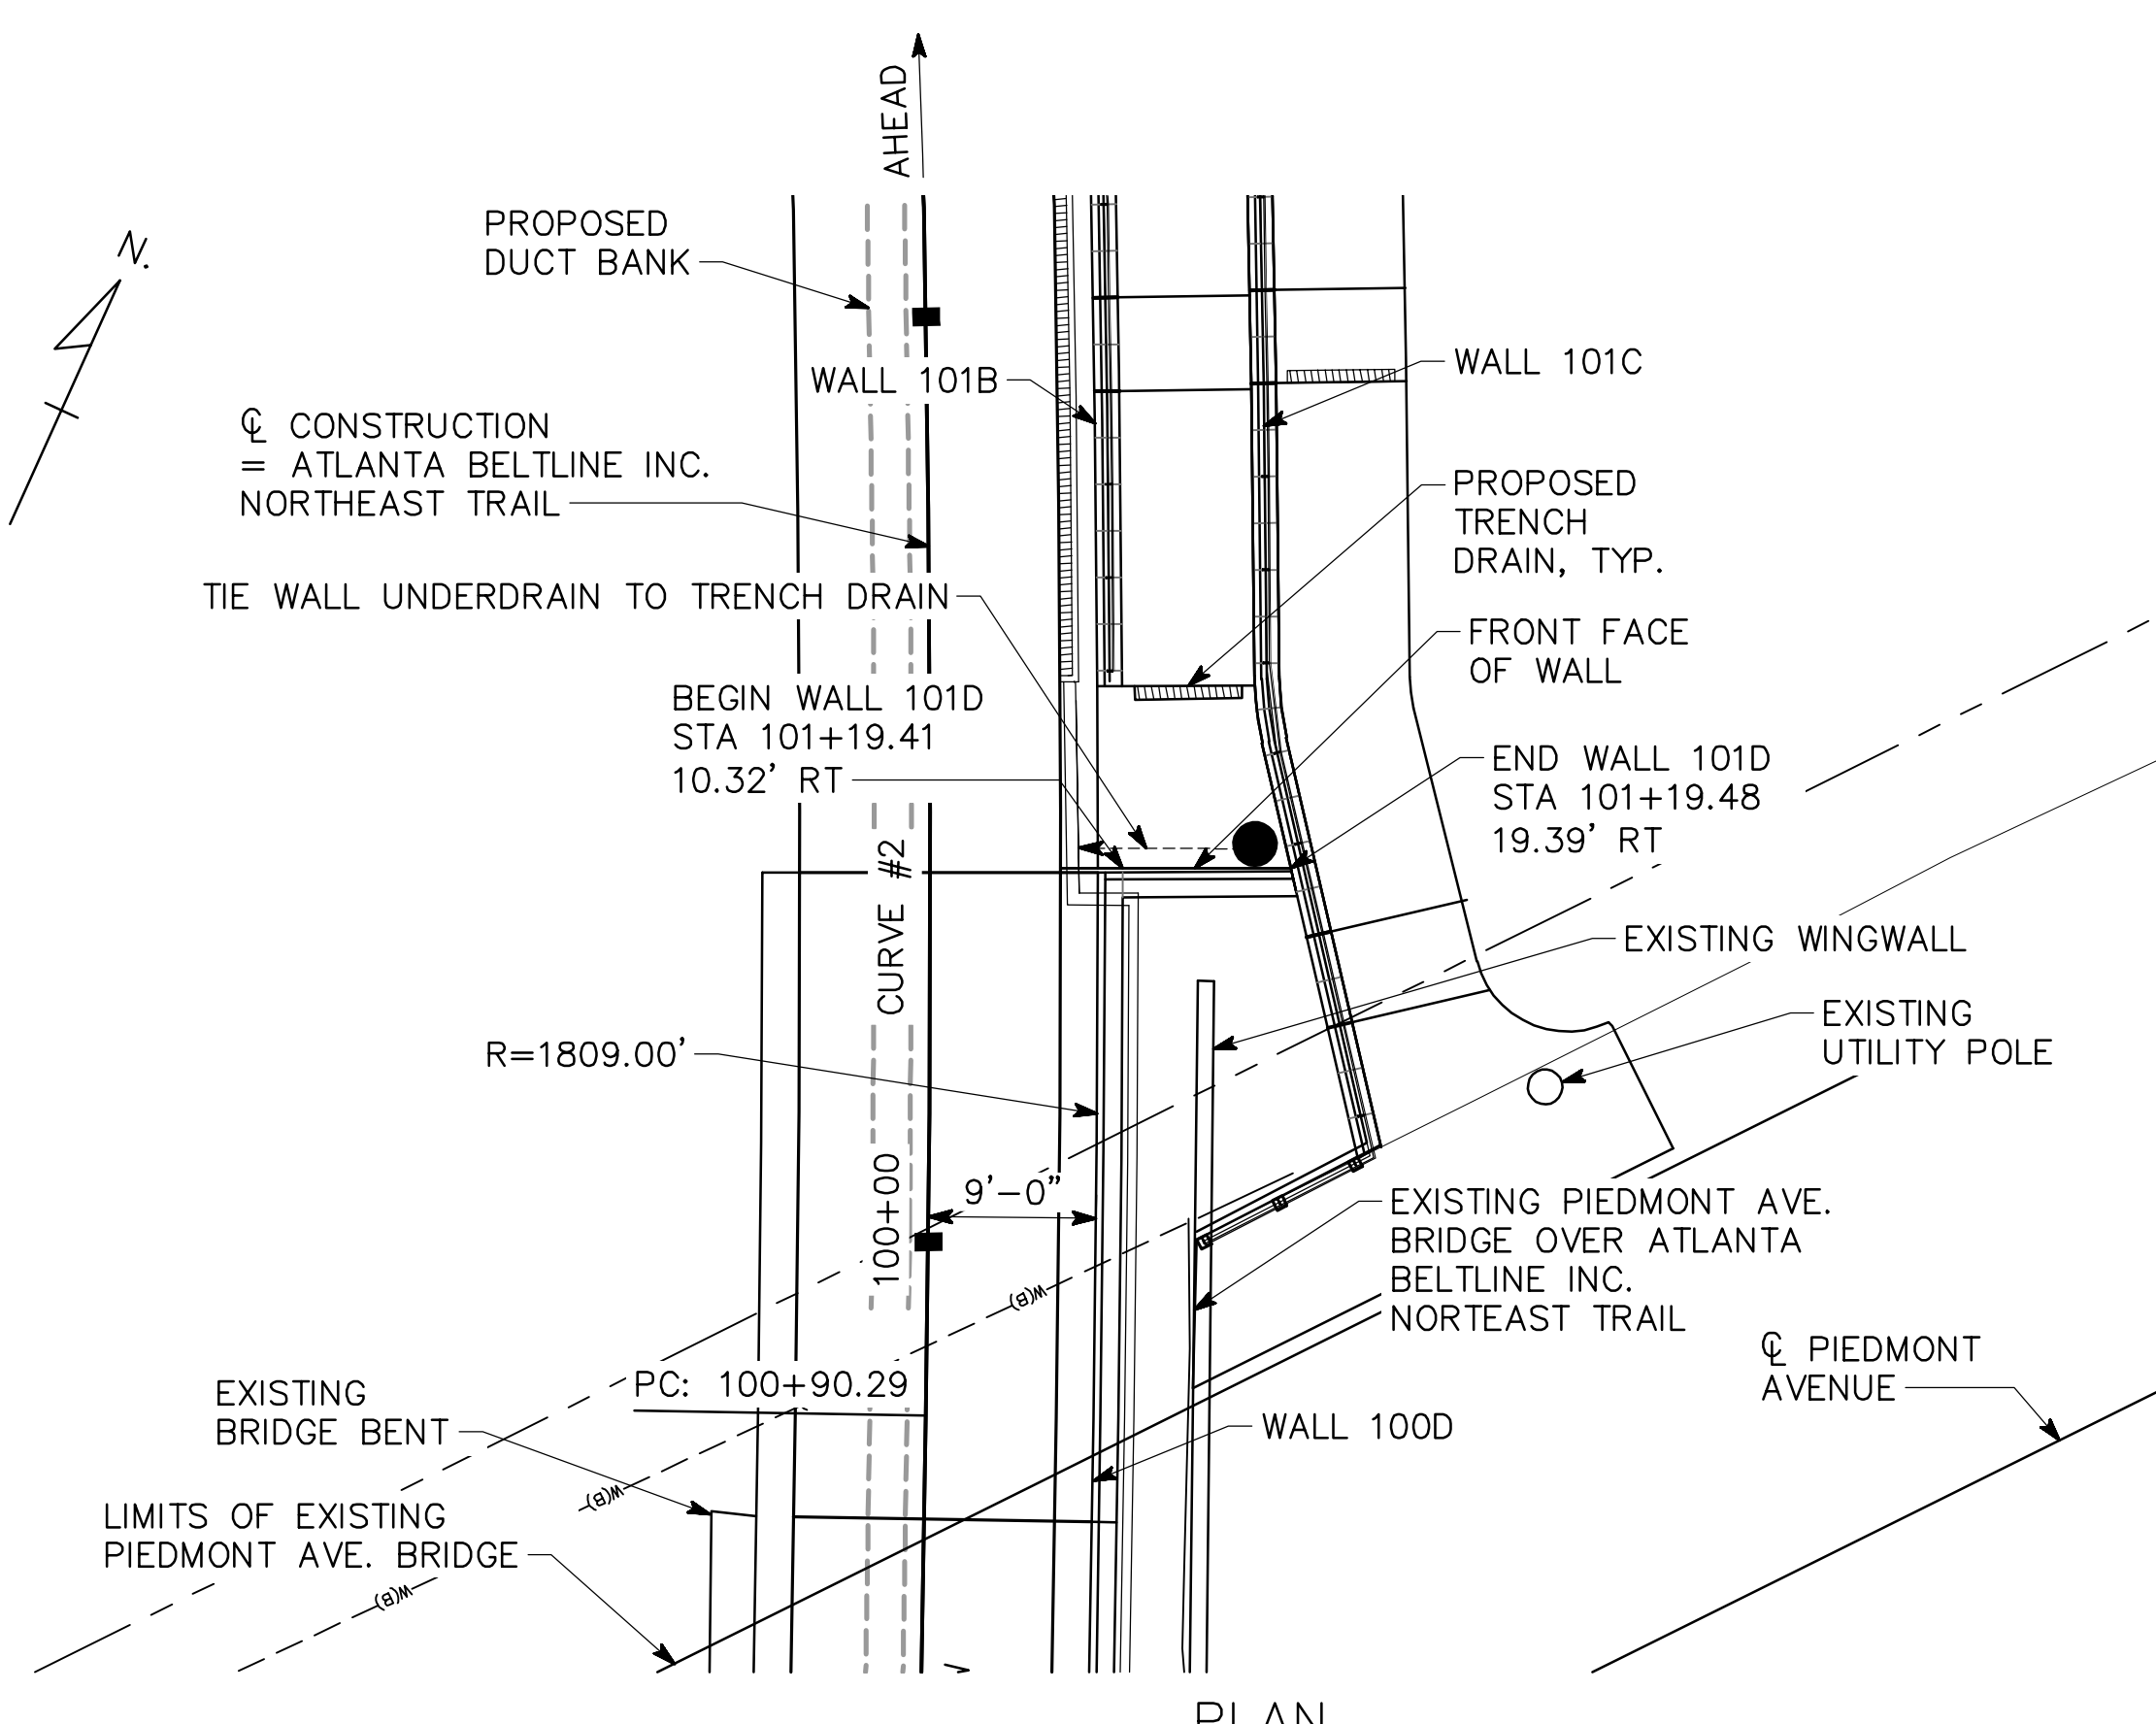 AHEAD
N.
PROPOSED
DUCT BANK
WALL 101B
WALL 101C
℄ CONSTRUCTION
= ATLANTA BELTLINE INC.
NORTHEAST TRAIL
PROPOSED
TRENCH
DRAIN, TYP.
TIE WALL UNDERDRAIN TO TRENCH DRAIN
FRONT FACE
OF WALL
BEGIN WALL 101D
STA 101+19.41
10.32' RT
END WALL 101D
STA 101+19.48
19.39' RT
CURVE #2
EXISTING WINGWALL
EXISTING
UTILITY POLE
R=1809.00'
100+00
9'-0"
EXISTING PIEDMONT AVE.
BRIDGE OVER ATLANTA
BELTLINE INC.
NORTEAST TRAIL
W(B)
℄ PIEDMONT
AVENUE
PC: 100+90.29
EXISTING
BRIDGE BENT
WALL 100D
W(B)
LIMITS OF EXISTING
PIEDMONT AVE. BRIDGE
W(B)
PLAN